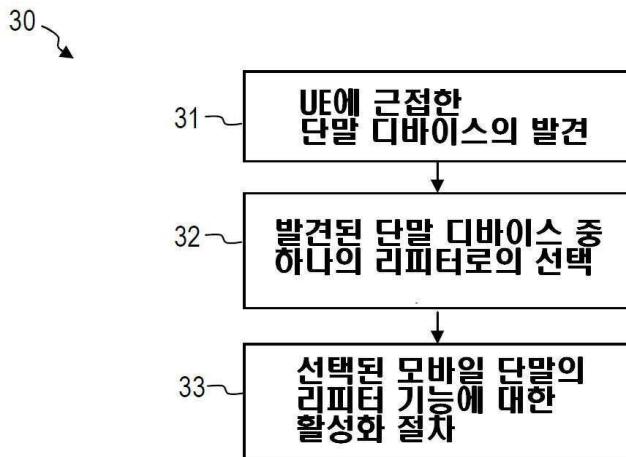 30
31
UE에 근접한
단말 디바이스의 발견
32
발견된 단말 디바이스 중
하나의 리피터로의 선택
33
선택된 모바일 단말의
리피터 기능에 대한
활성화 절차